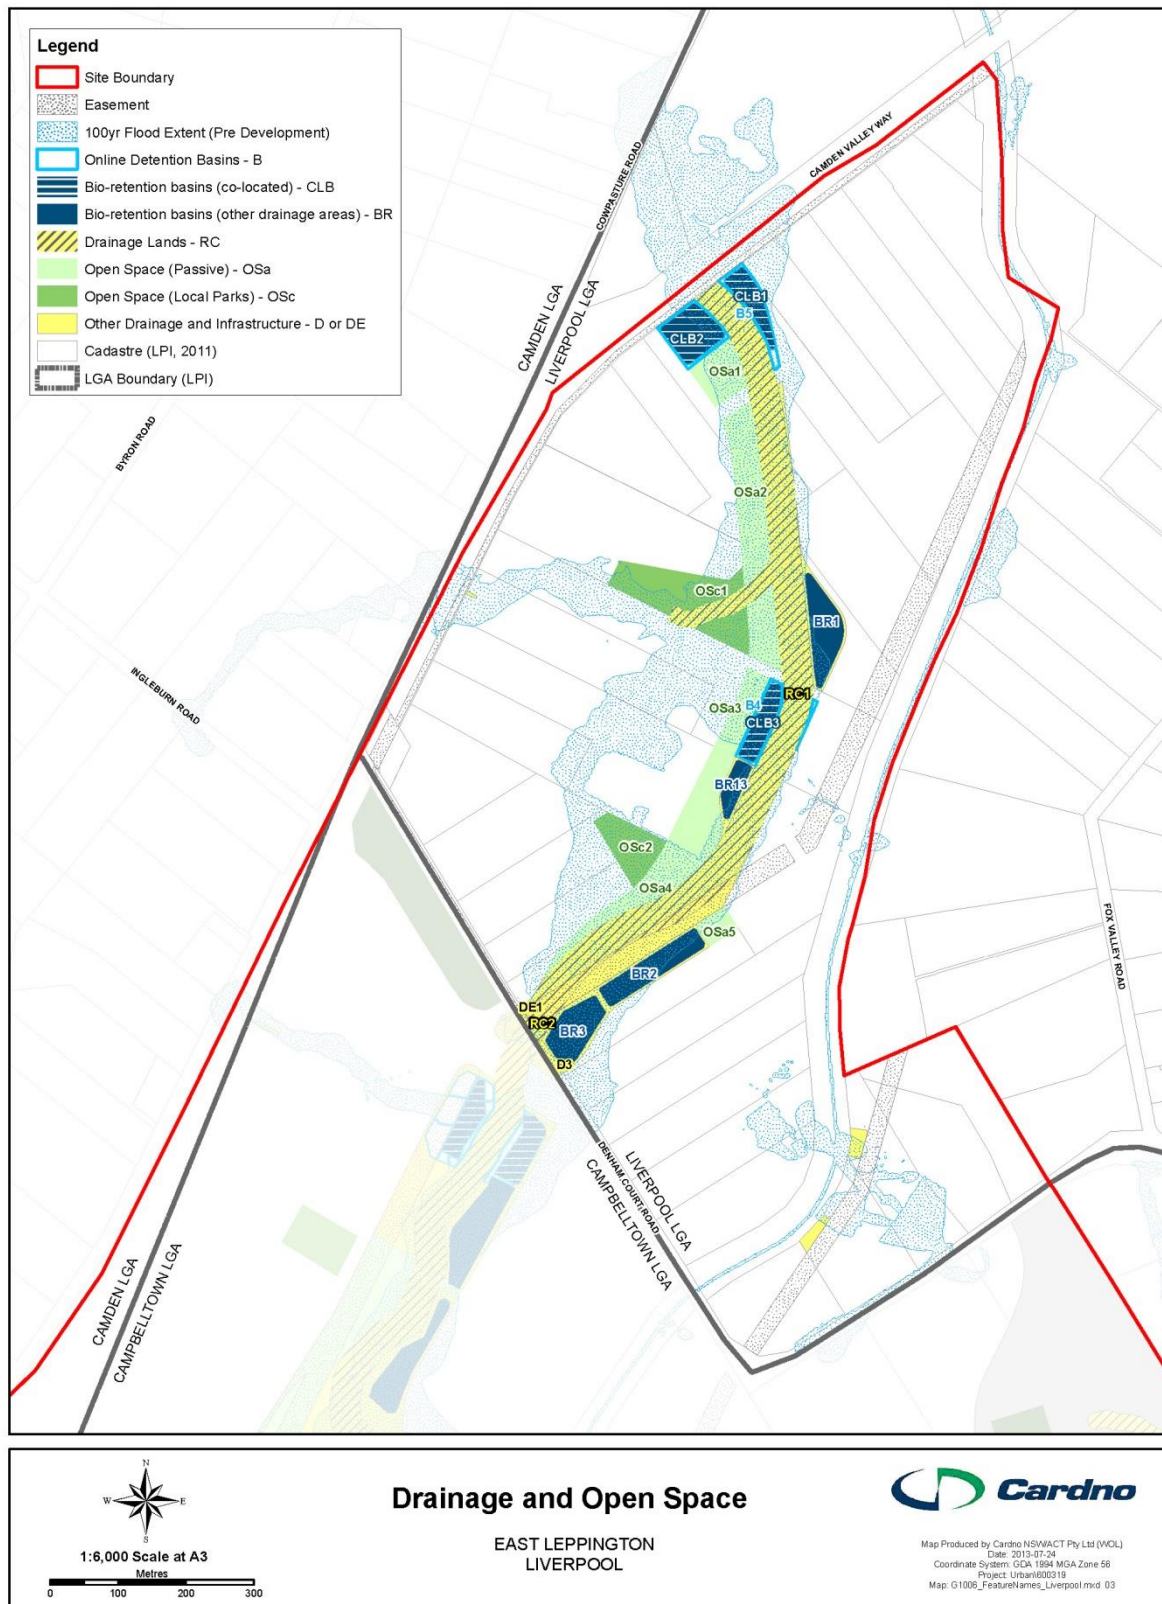 Legend
Site Boundary
Easement
100yr Flood Extent (Pre Development)
Online Detention Basins - B
Bio-retention basins (co-located) - CLB
Bio-retention basins (other drainage areas) - BR
Drainage Lands - RC
Open Space (Passive) - OSa
Open Space (Local Parks) - OSc
Other Drainage and Infrastructure - D or DE
Cadastre (LPI, 2011)
LGA Boundary (LPI)
CAMDEN VALLEY WAY
COWPASTURE ROAD
CAMDEN LGA
LIVERPOOL LGA
CLB1
B5
CLB2
OSa1
BYRON ROAD
OSa2
OSc1
BR1
INGLEBURN ROAD
RC1
OSa3
B4
CLB3
BR13
OSc2
OSa4
OSa5
FOX VALLEY ROAD
BR2
DE1
RC2
BR3
D3
DENHAM COURT ROAD
LIVERPOOL LGA
CAMPBELLTOWN LGA
CAMDEN LGA
CAMPBELLTOWN LGA
N
W
E
S
1:6,000 Scale at A3
Metres
0 100 200 300
Drainage and Open Space
EAST LEPPINGTON
LIVERPOOL
Cardno
Map Produced by Cardno NSW/ACT Pty Ltd (WOL)
Date: 2013-07-24
Coordinate System: GDA 1994 MGA Zone 56
Project: Urban\600319
Map: G1006_FeatureNames_Liverpool.mxd 03